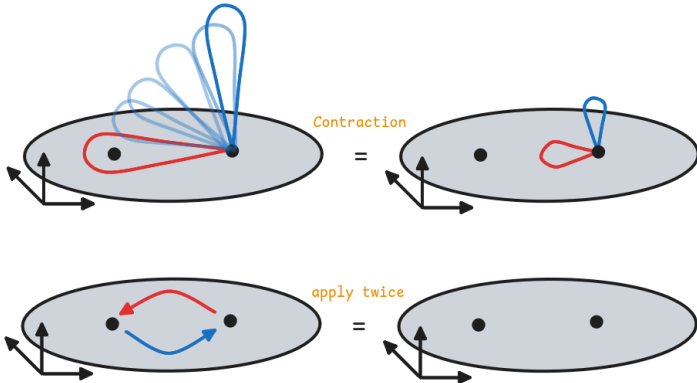 Contraction
=
apply twice
=